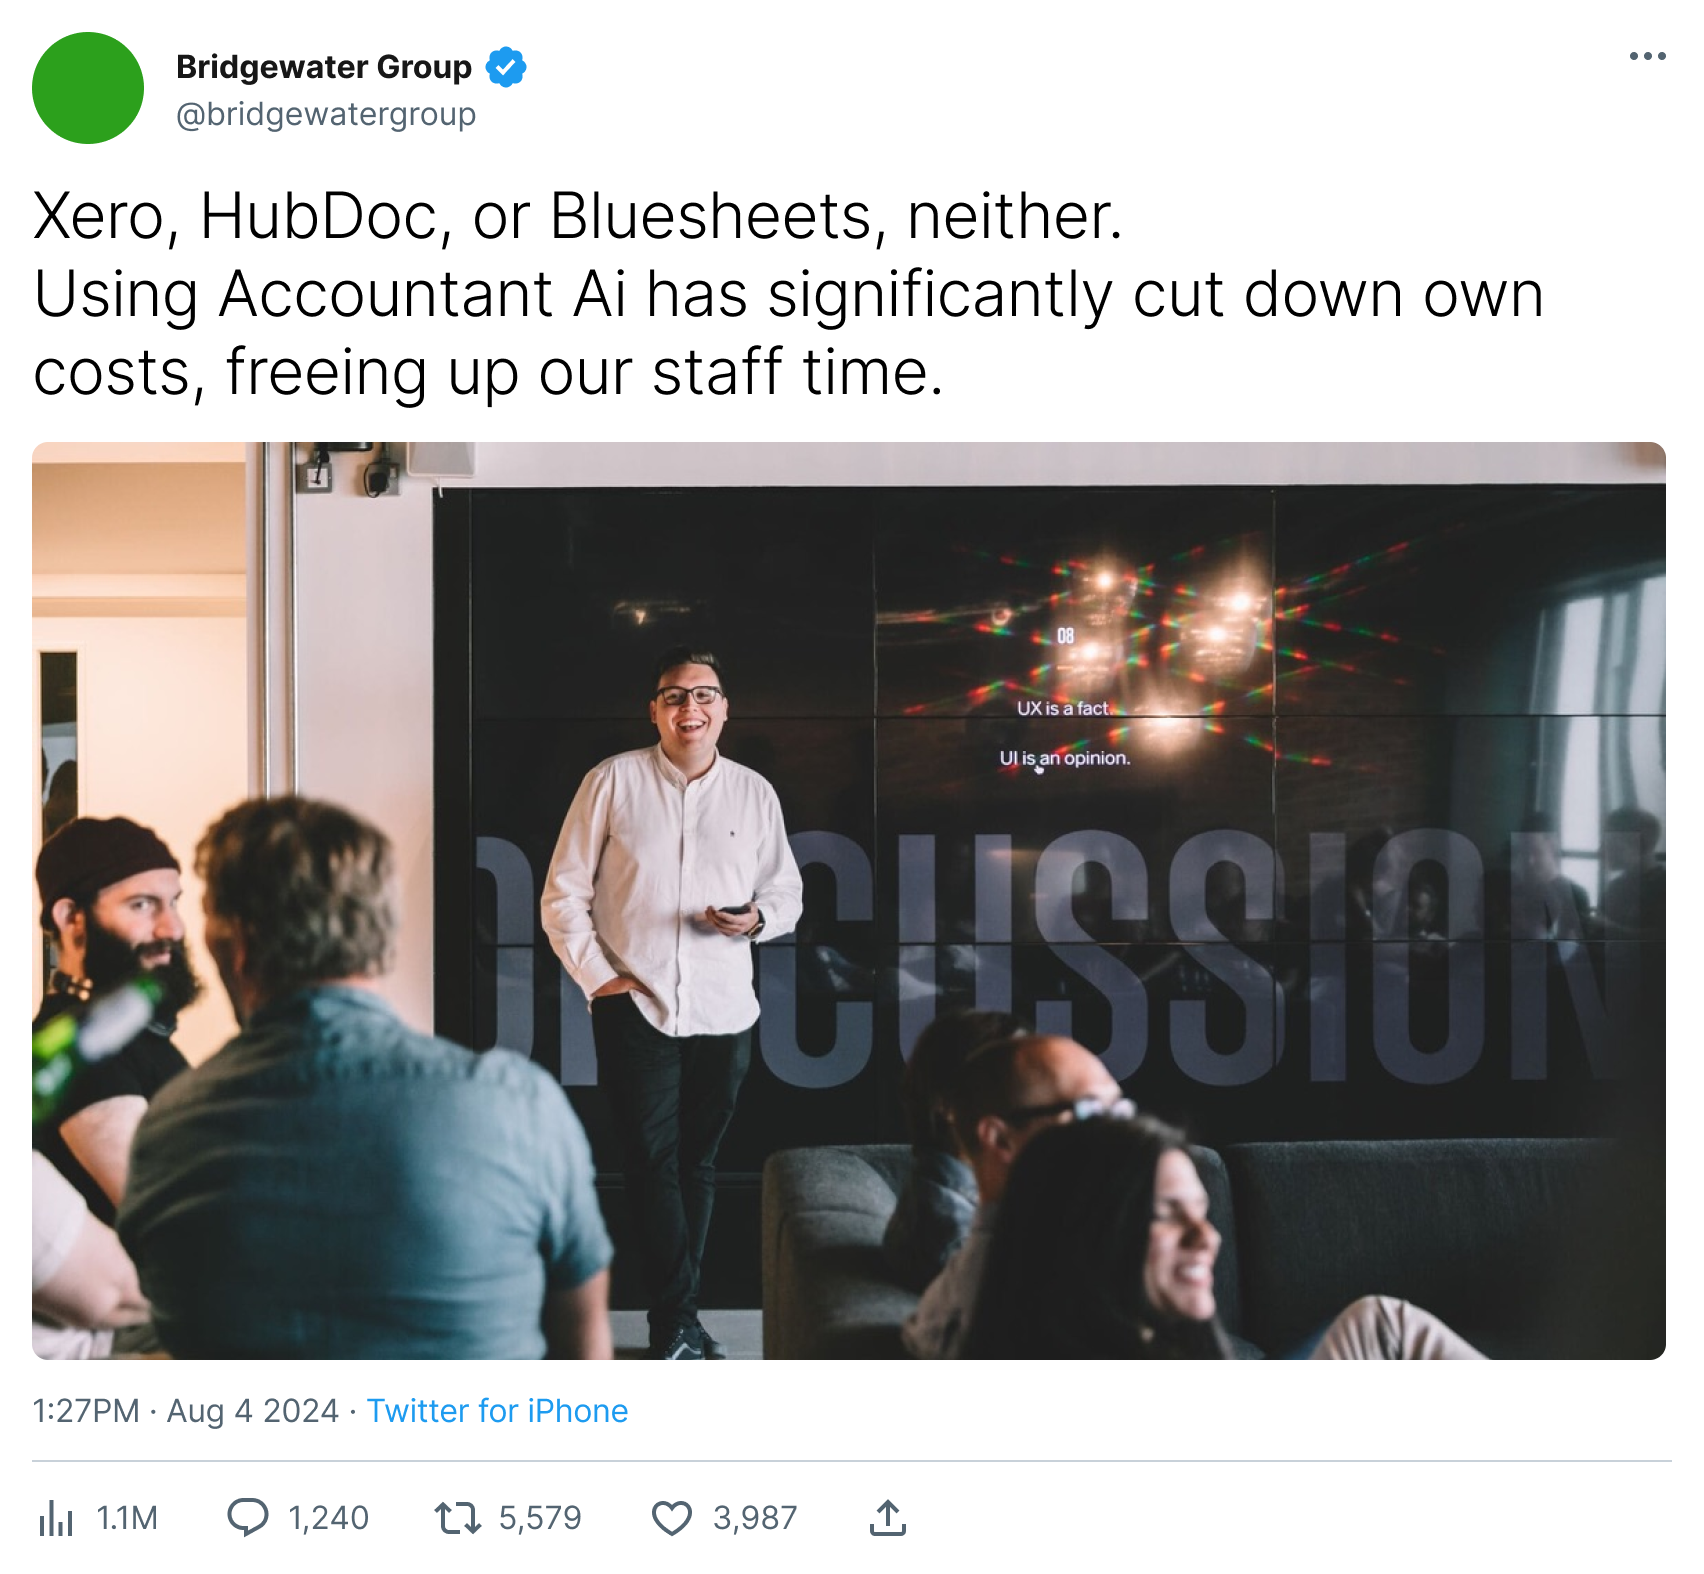 Bridgewater Group
@bridgewatergroup
Xero, HubDoc, or Bluesheets, neither.
Using Accountant Ai has significantly cut down own
costs, freeing up our staff time.
08
UX is a fact.
UI is an opinion.
CUSSION
1:27PM · Aug 4 2024 · Twitter for iPhone
1.1M 1,240 5,579 3,987